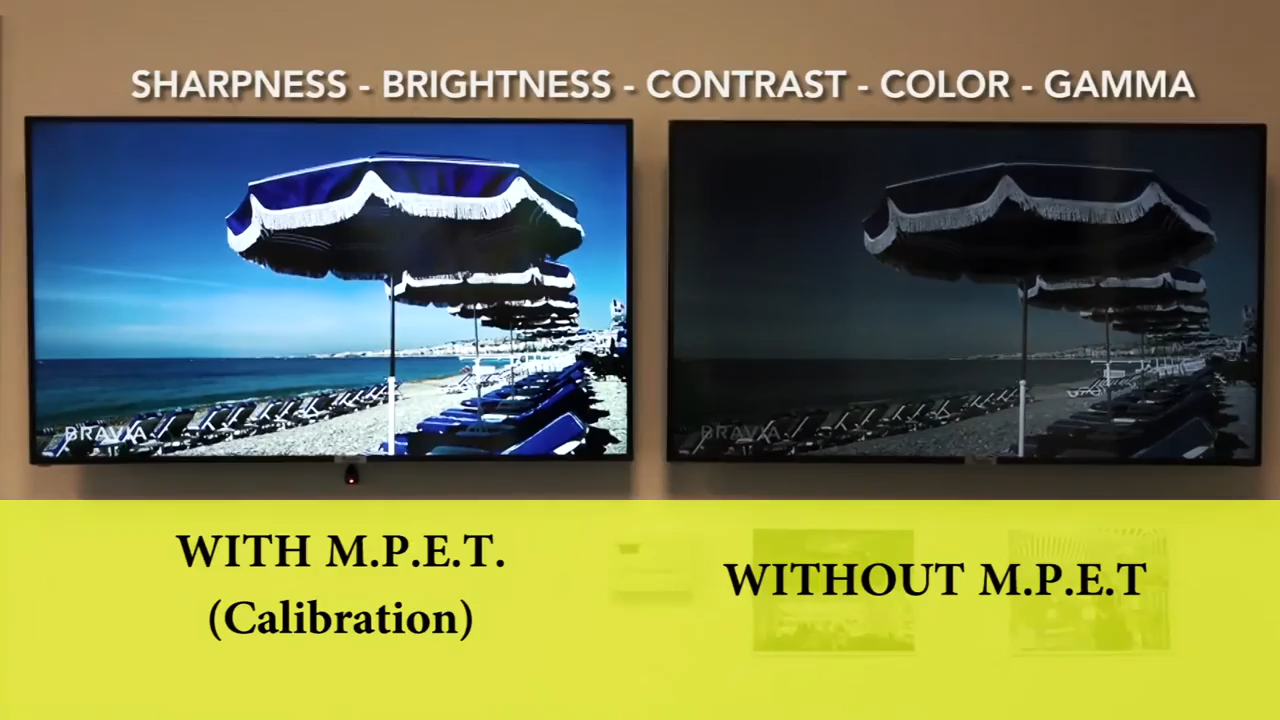 SHARPNESS - BRIGHTNESS - CONTRAST - COLOR - GAMMA
BRAVIA
BRAVIA
WITH M.P.E.T.
(Calibration)
WITHOUT M.P.E.T